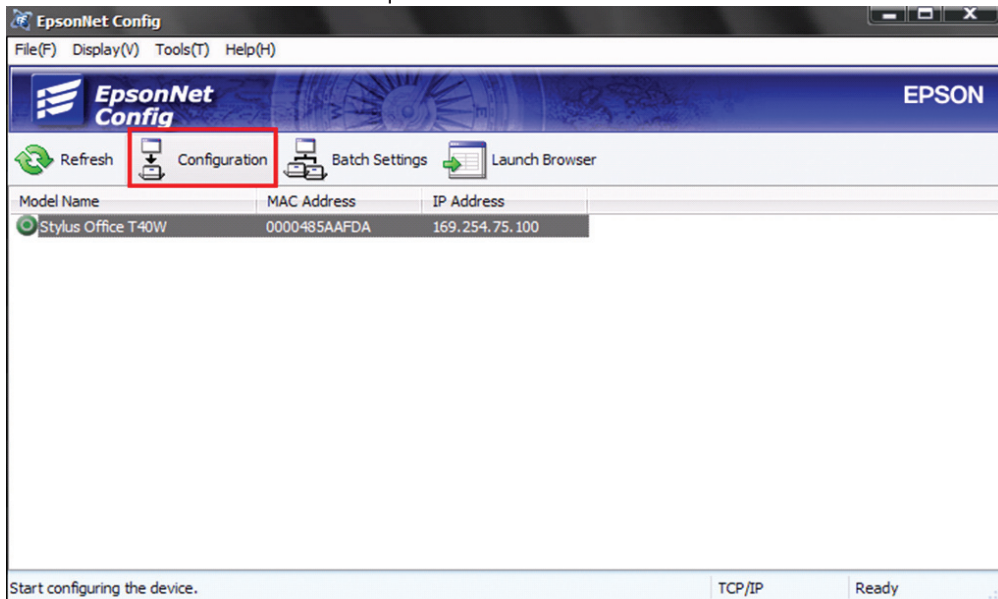 EpsonNet Config
File(F) Display(V) Tools(T) Help(H)
EpsonNet
Config
EPSON
Refresh Configuration Batch Settings Launch Browser
Model Name MAC Address IP Address
Stylus Office T40W 0000485AAFDA 169.254.75.100
Start configuring the device. TCP/IP Ready